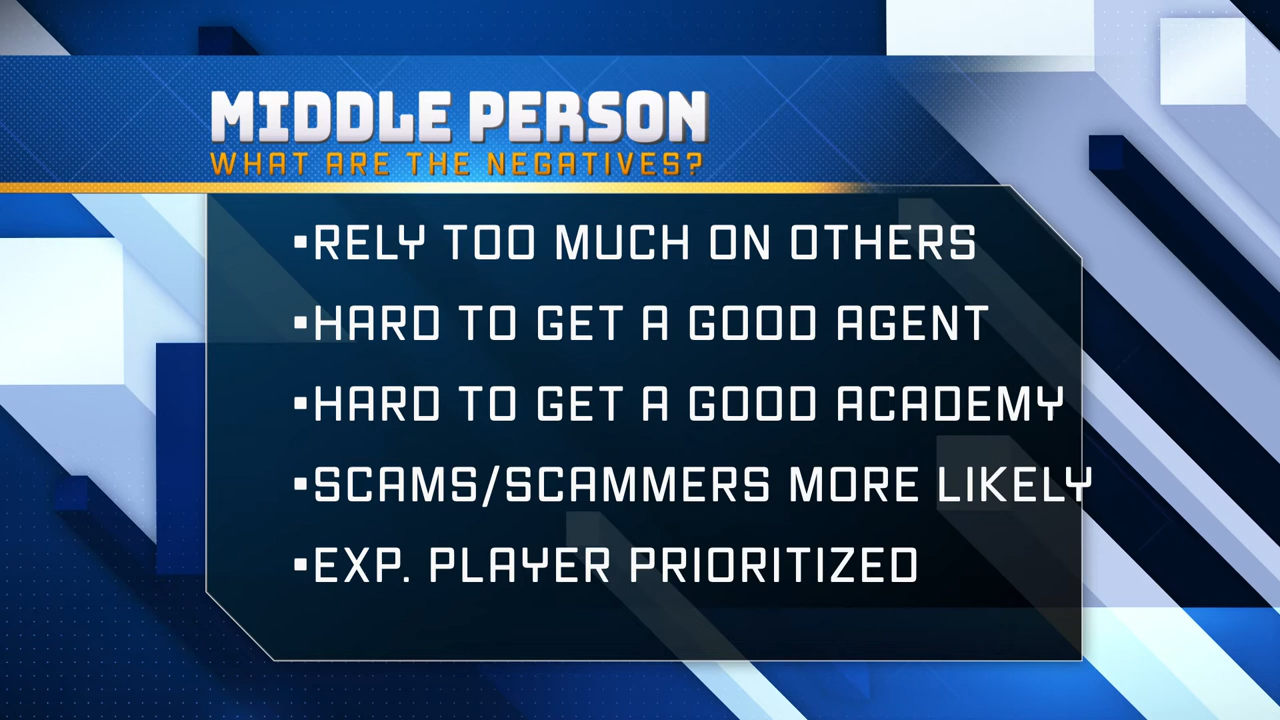 MIDDLE PERSON
WHAT ARE THE NEGATIVES?
▪RELY TOO MUCH ON OTHERS
▪HARD TO GET A GOOD AGENT
▪HARD TO GET A GOOD ACADEMY
▪SCAMS/SCAMMERS MORE LIKELY
▪EXP. PLAYER PRIORITIZED